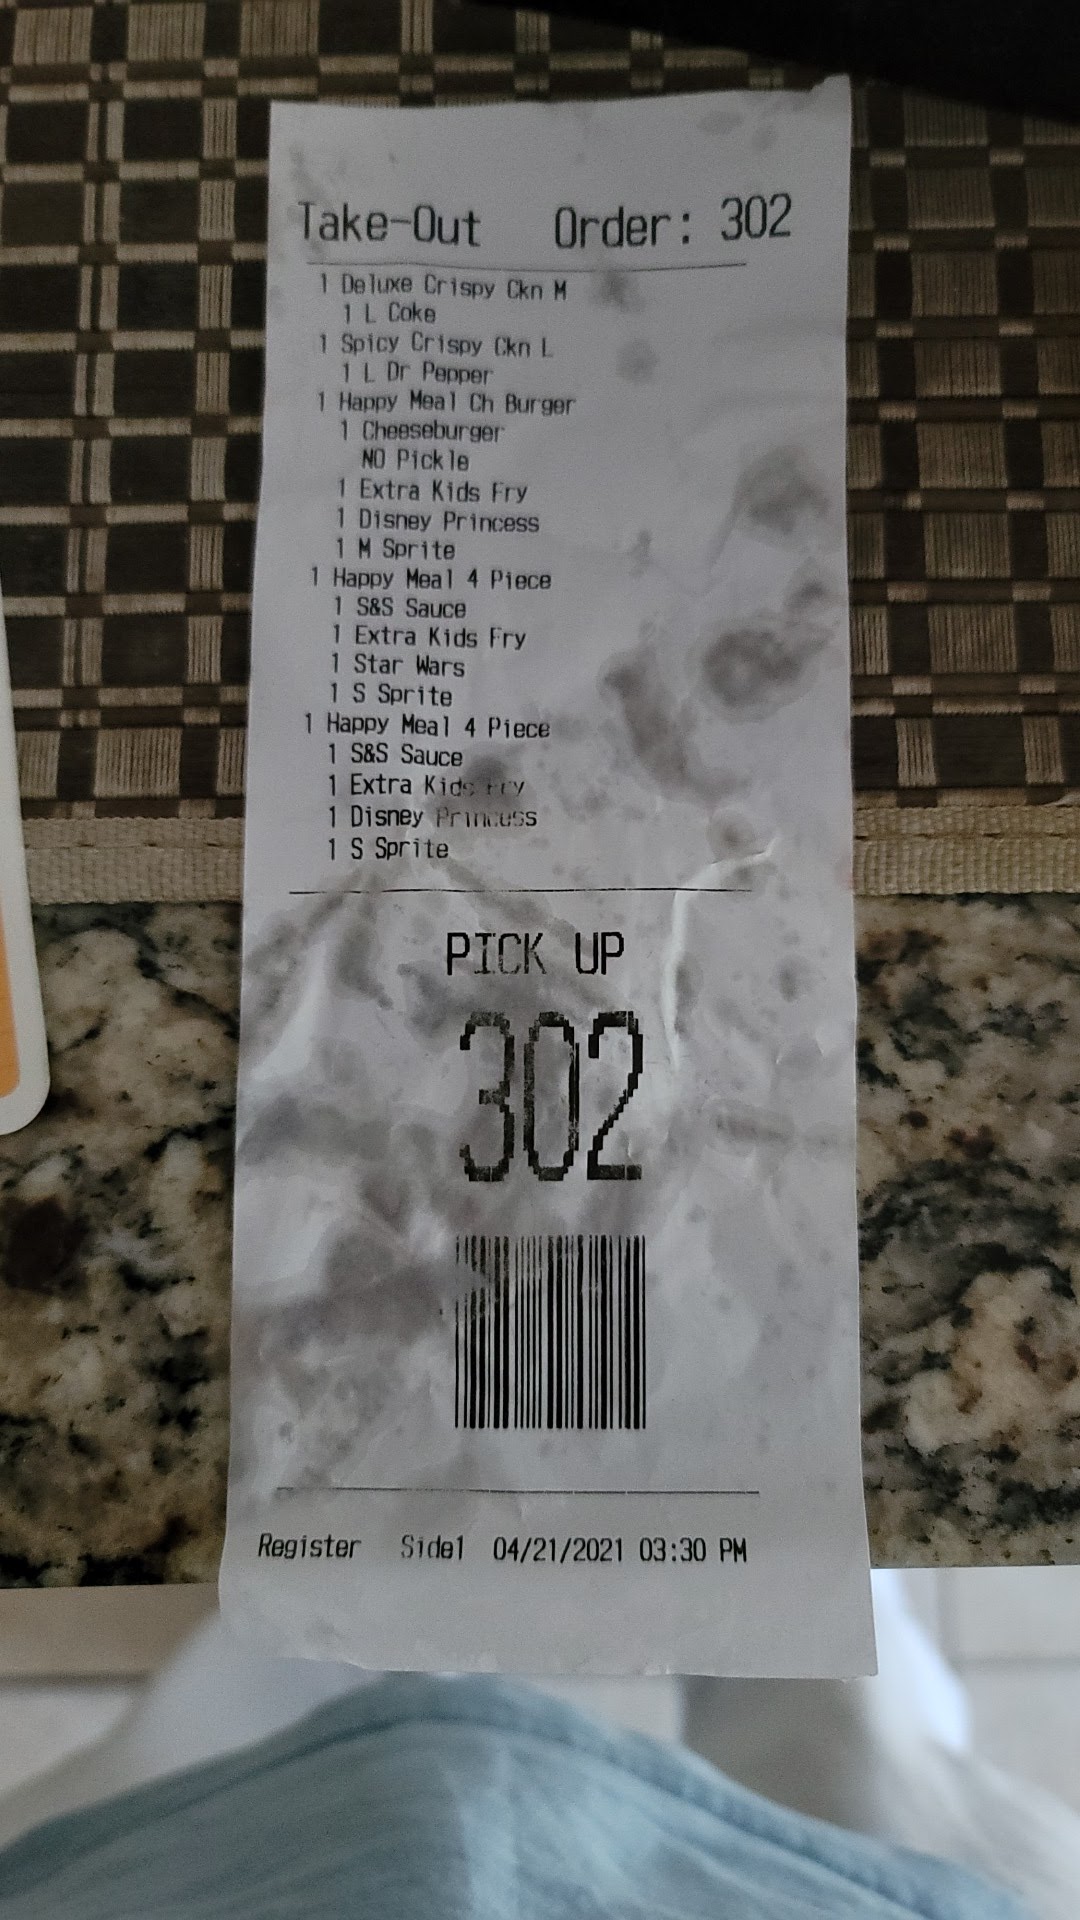 Take-Out Order: 302
1 Deluxe Crispy Ckn M
1 L Coke
1 Spicy Crispy Ckn L
1 L Dr Pepper
1 Happy Meal Ch Burger
1 Cheeseburger
NO Pickle
1 Extra Kids Fry
1 Disney Princess
1 M Sprite
1 Happy Meal 4 Piece
1 S&S Sauce
1 Extra Kids Fry
1 Star Wars
1 S Sprite
1 Happy Meal 4 Piece
1 S&S Sauce
1 Extra Kids Fry
1 Disney Princess
1 S Sprite
PICK UP
302
Register Side1 04/21/2021 03:30 PM